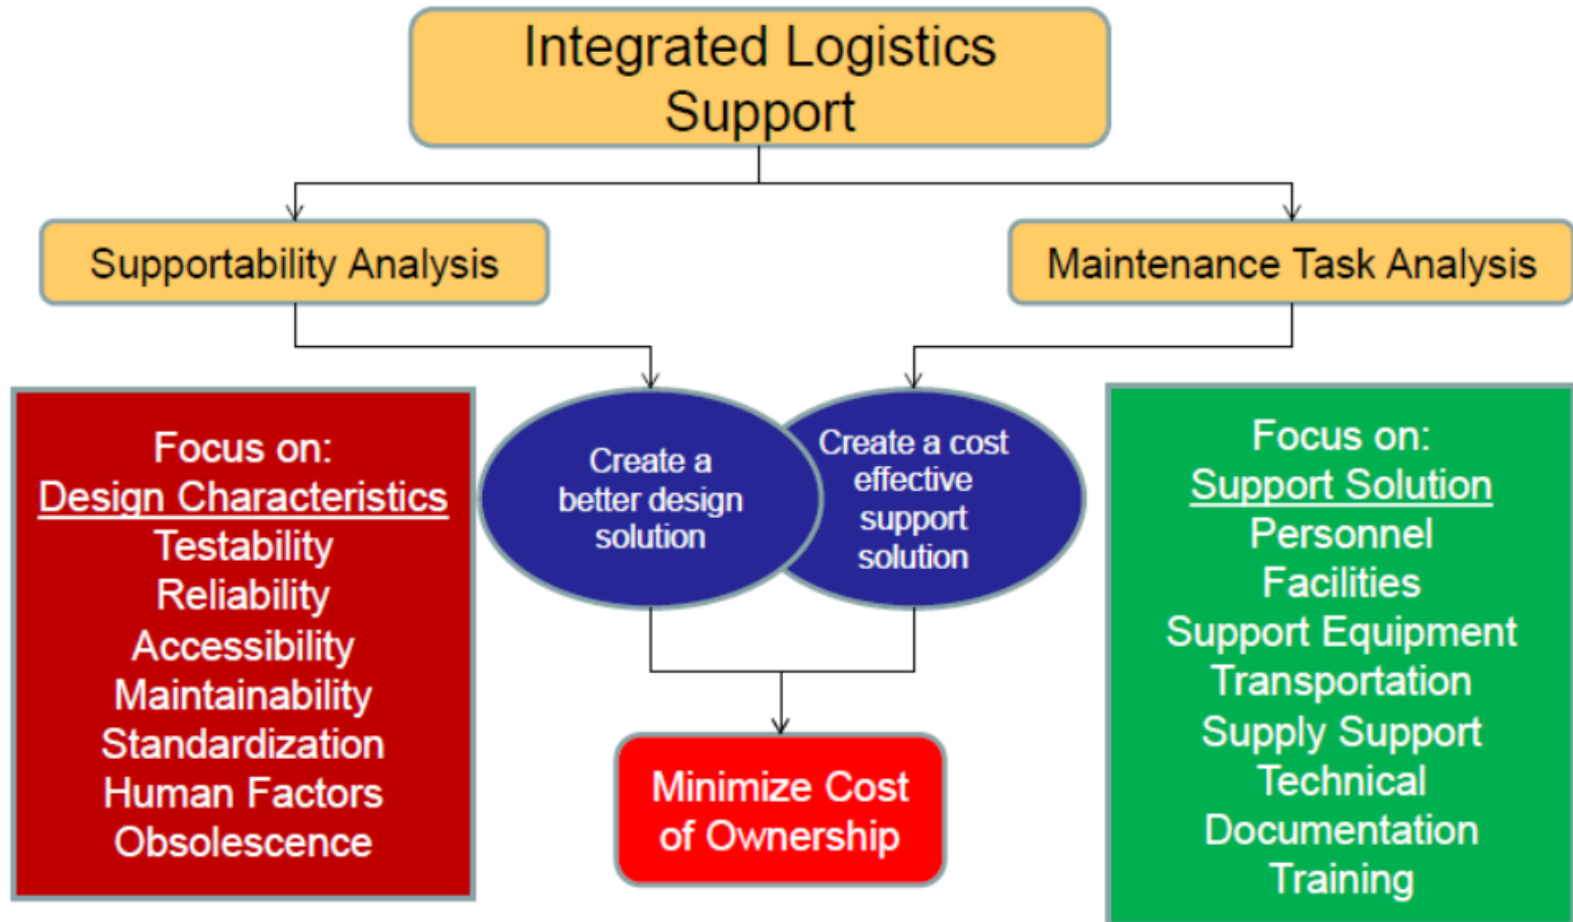 Integrated Logistics
Support
Supportability Analysis
Maintenance Task Analysis
Focus on:
Design Characteristics
Testability
Reliability
Accessibility
Maintainability
Standardization
Human Factors
Obsolescence
Create a
better design
solution
Create a cost
effective
support
solution
Focus on:
Support Solution
Personnel
Facilities
Support Equipment
Transportation
Supply Support
Technical
Documentation
Training
Minimize Cost
of Ownership